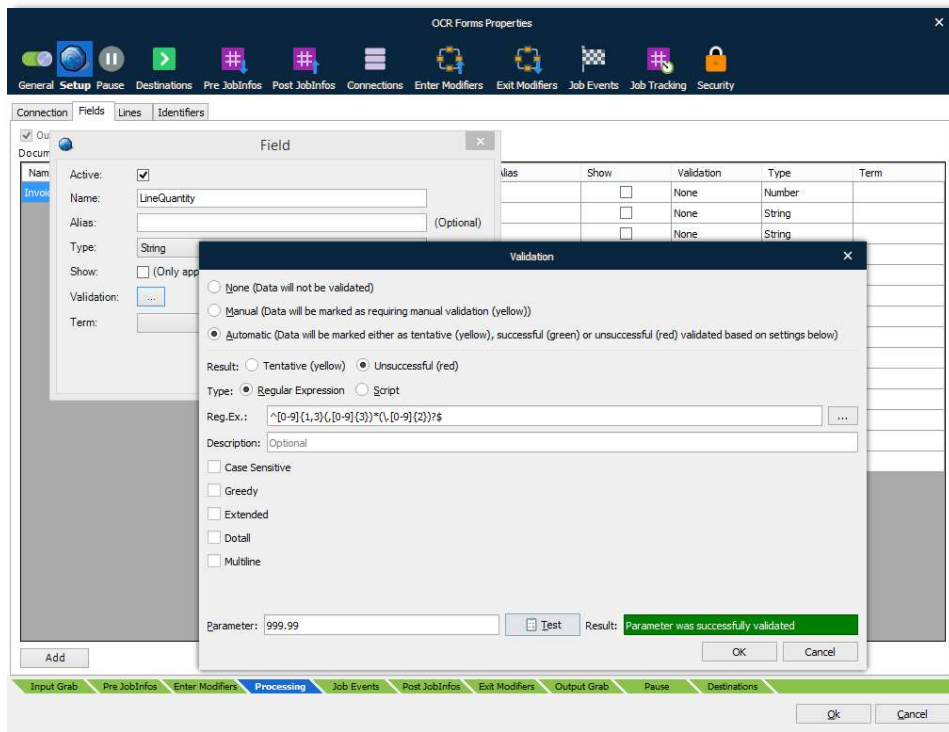 OCR Forms Properties
General Setup Pause Destinations Pre JobInfos Post JobInfos Connections Enter Modifiers Exit Modifiers Job Events Job Tracking Security
Connection Fields Lines Identifiers
Ou
Docum
Field
Nam
Alias Show Validation Type Term
Invoic
None Number
None String
None String
Active:
Name: LineQuantity
Alias: (Optional)
Type: String
Show: (Only app
Validation: ...
Term:
Validation
None (Data will not be validated)
Manual (Data will be marked as requiring manual validation (yellow))
Automatic (Data will be marked either as tentative (yellow), successful (green) or unsuccessful (red) validated based on settings below)
Result: Tentative (yellow) Unsuccessful (red)
Type: Regular Expression Script
Reg.Ex.: ^[0-9]{1,3}(,[0-9]{3})*(\.[0-9]{2})?$ ...
Description: Optional
Case Sensitive
Greedy
Extended
Dotall
Multiline
Parameter: 999.99 Test Result: Parameter was successfully validated
OK Cancel
Add
Input Grab Pre JobInfos Enter Modifiers Processing Job Events Post JobInfos Exit Modifiers Output Grab Pause Destinations
Ok Cancel